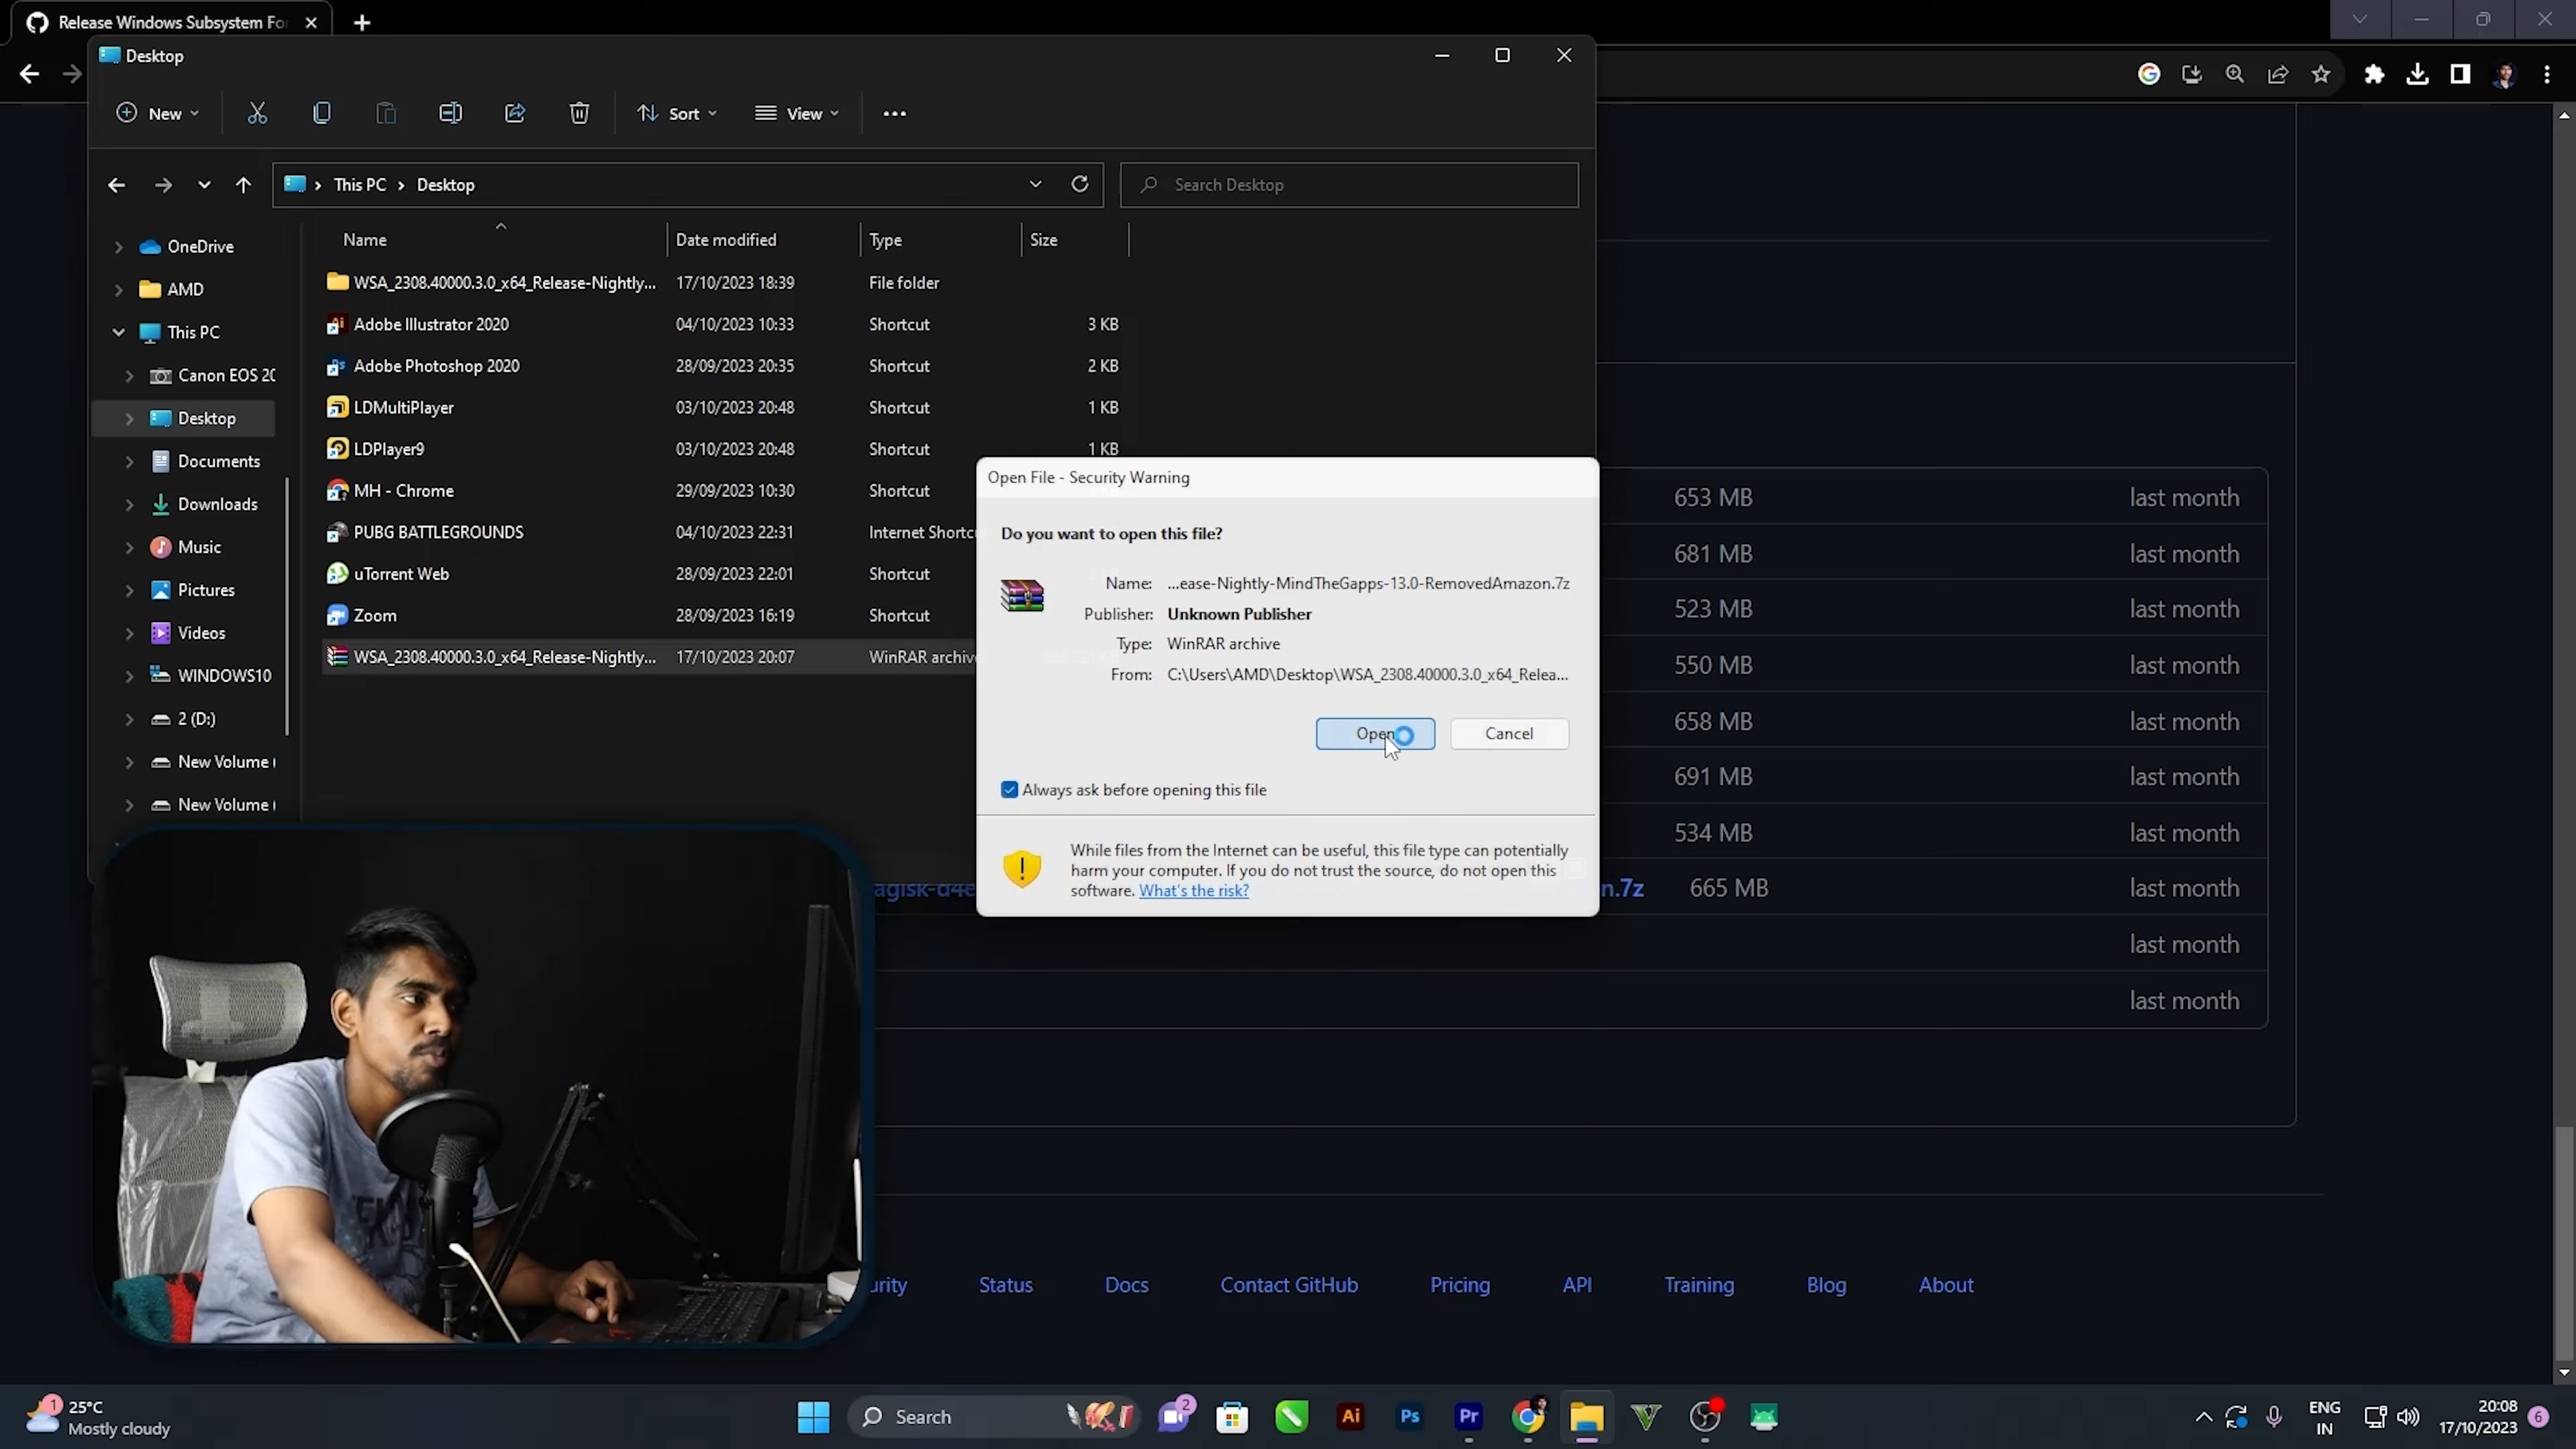 Release Windows Subsystem Fo
Desktop
New
Sort
View
This PC
Desktop
Search Desktop
Name
Date modified
Type
Size
OneDrive
AMD
This PC
Canon EOS 20
Desktop
Documents
Downloads
Music
Pictures
Videos
WINDOWS10
2 (D:)
New Volume (
New Volume (
WSA_2308.40000.3.0_x64_Release-Nightly... 17/10/2023 18:39 File folder
Adobe Illustrator 2020 04/10/2023 10:33 Shortcut 3 KB
Adobe Photoshop 2020 28/09/2023 20:35 Shortcut 2 KB
LDMultiPlayer 03/10/2023 20:48 Shortcut 1 KB
LDPlayer9 03/10/2023 20:48 Shortcut 1 KB
MH - Chrome 29/09/2023 10:30 Shortcut
PUBG BATTLEGROUNDS 04/10/2023 22:31 Internet Shortcu
uTorrent Web 28/09/2023 22:01 Shortcut
Zoom 28/09/2023 16:19 Shortcut
WSA_2308.40000.3.0_x64_Release-Nightly... 17/10/2023 20:07 WinRAR archive
Open File - Security Warning
Do you want to open this file?
Name: ...ease-Nightly-MindTheGapps-13.0-RemovedAmazon.7z
Publisher: Unknown Publisher
Type: WinRAR archive
From: C:\Users\AMD\Desktop\WSA_2308.40000.3.0_x64_Relea...
Open
Cancel
Always ask before opening this file
While files from the Internet can be useful, this file type can potentially
harm your computer. If you do not trust the source, do not open this
software. What's the risk?
653 MB last month
681 MB last month
523 MB last month
550 MB last month
658 MB last month
691 MB last month
534 MB last month
agisk-d4e
n.7z 665 MB last month
last month
last month
urity Status Docs Contact GitHub Pricing API Training Blog About
1
25°C
Mostly cloudy
Search
2
Ai
Ps
Pr
ENG
IN
20:08
17/10/2023
6